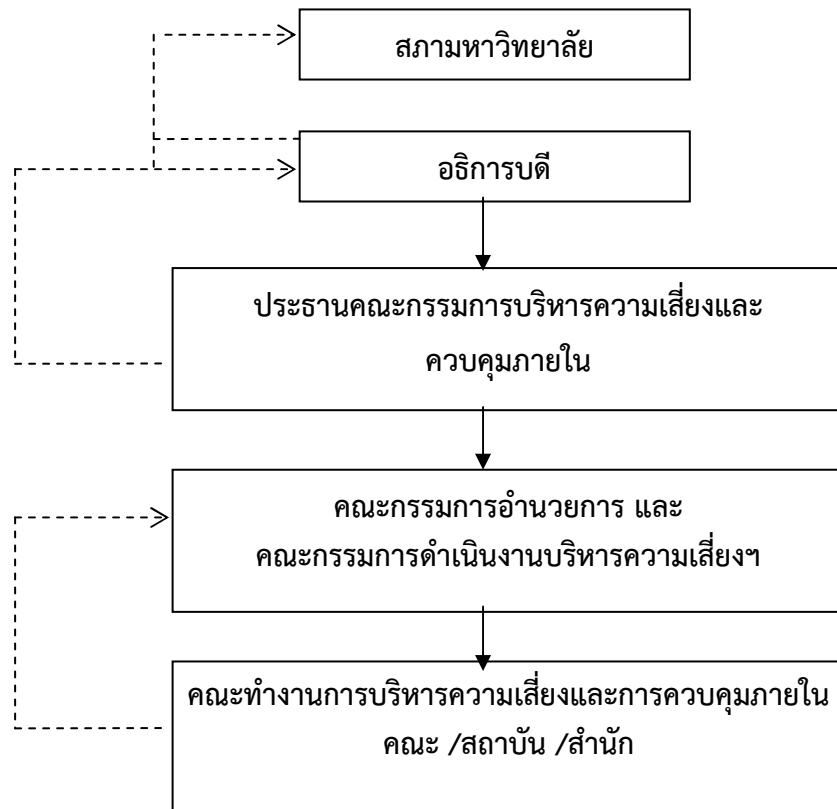 สภามหาวิทยาลัย
อธิการบดี
ประธานคณะกรรมการบริหารความเสี่ยงและ
ควบคุมภายใน
คณะกรรมการอำนวยการ และ
คณะกรรมการดำเนินงานบริหารความเสี่ยงฯ
คณะทำงานการบริหารความเสี่ยงและการควบคุมภายใน
คณะ /สถาบัน /สำนัก